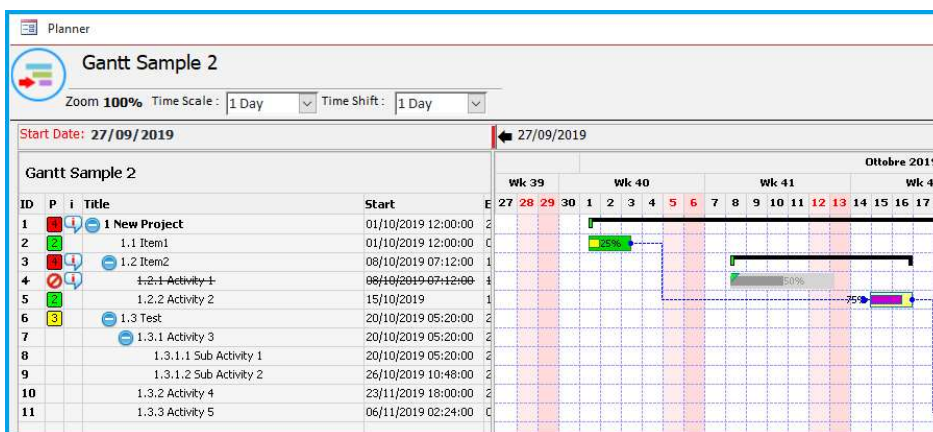 Planner
Gantt Sample 2
Zoom 100% Time Scale : 1 Day Time Shift : 1 Day
Start Date: 27/09/2019 27/09/2019
Gantt Sample 2
Ottobre 2019
Wk 39 Wk 40 Wk 41 Wk 4
ID P i Title Start E 27 28 29 30 1 2 3 4 5 6 7 8 9 10 11 12 13 14 15 16 17
1 4 i 1 New Project 01/10/2019 12:00:00 2
2 2 1.1 Item1 01/10/2019 12:00:00 0 25%
3 4 i 1.2 Item2 08/10/2019 07:12:00 1
4 i 1.2.1 Activity 1 08/10/2019 07:12:00 1 50%
5 2 1.2.2 Activity 2 15/10/2019 1 75%
6 3 1.3 Test 20/10/2019 05:20:00 2
7 1.3.1 Activity 3 20/10/2019 05:20:00 2
8 1.3.1.1 Sub Activity 1 20/10/2019 05:20:00 2
9 1.3.1.2 Sub Activity 2 26/10/2019 10:48:00 2
10 1.3.2 Activity 4 23/11/2019 18:00:00 2
11 1.3.3 Activity 5 06/11/2019 02:24:00 0